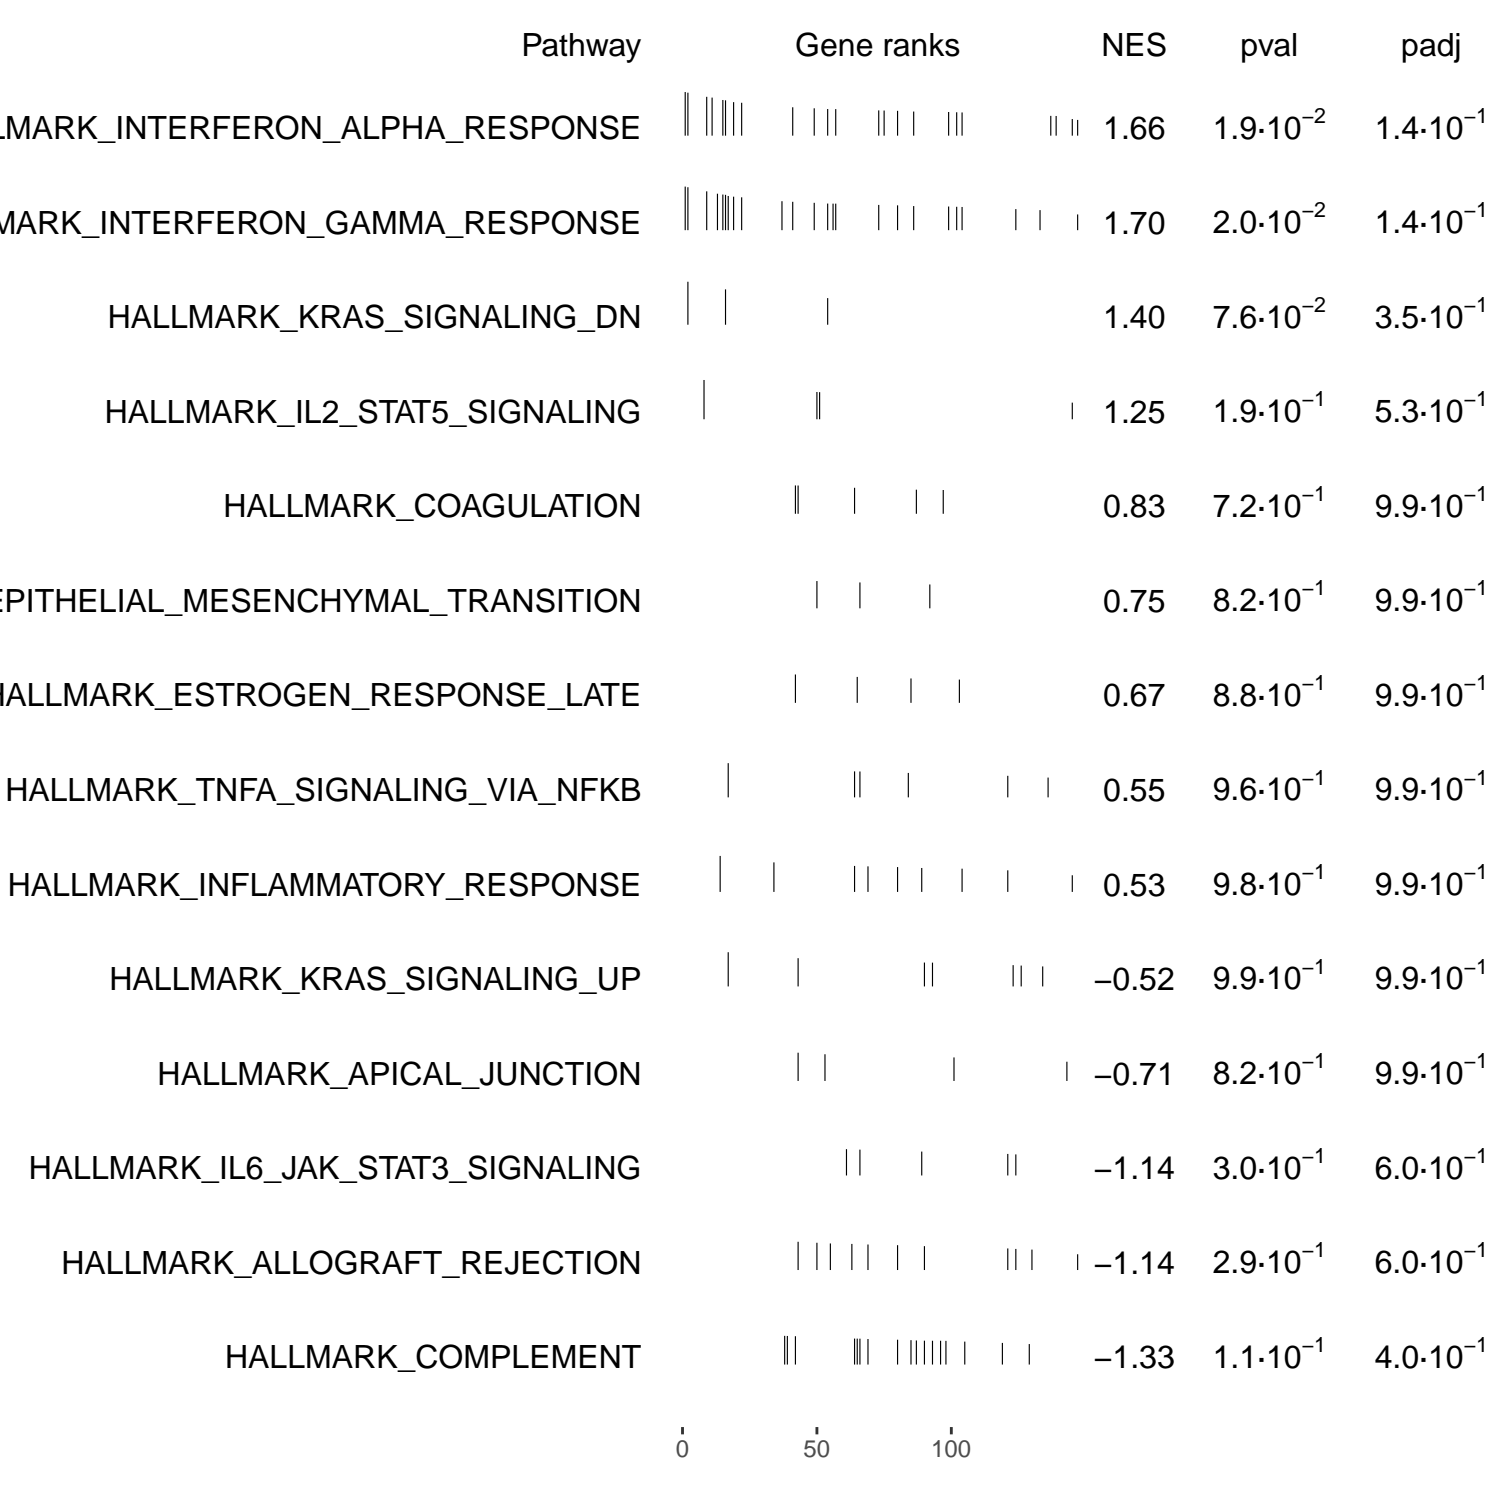 Pathway Gene ranks NES pval padj
LMARK_INTERFERON_ALPHA_RESPONSE 1.66 1.9·10⁻² 1.4·10⁻¹
MARK_INTERFERON_GAMMA_RESPONSE 1.70 2.0·10⁻² 1.4·10⁻¹
HALLMARK_KRAS_SIGNALING_DN 1.40 7.6·10⁻² 3.5·10⁻¹
HALLMARK_IL2_STAT5_SIGNALING 1.25 1.9·10⁻¹ 5.3·10⁻¹
HALLMARK_COAGULATION 0.83 7.2·10⁻¹ 9.9·10⁻¹
EPITHELIAL_MESENCHYMAL_TRANSITION 0.75 8.2·10⁻¹ 9.9·10⁻¹
HALLMARK_ESTROGEN_RESPONSE_LATE 0.67 8.8·10⁻¹ 9.9·10⁻¹
HALLMARK_TNFA_SIGNALING_VIA_NFKB 0.55 9.6·10⁻¹ 9.9·10⁻¹
HALLMARK_INFLAMMATORY_RESPONSE 0.53 9.8·10⁻¹ 9.9·10⁻¹
HALLMARK_KRAS_SIGNALING_UP −0.52 9.9·10⁻¹ 9.9·10⁻¹
HALLMARK_APICAL_JUNCTION −0.71 8.2·10⁻¹ 9.9·10⁻¹
HALLMARK_IL6_JAK_STAT3_SIGNALING −1.14 3.0·10⁻¹ 6.0·10⁻¹
HALLMARK_ALLOGRAFT_REJECTION −1.14 2.9·10⁻¹ 6.0·10⁻¹
HALLMARK_COMPLEMENT −1.33 1.1·10⁻¹ 4.0·10⁻¹
0 50 100